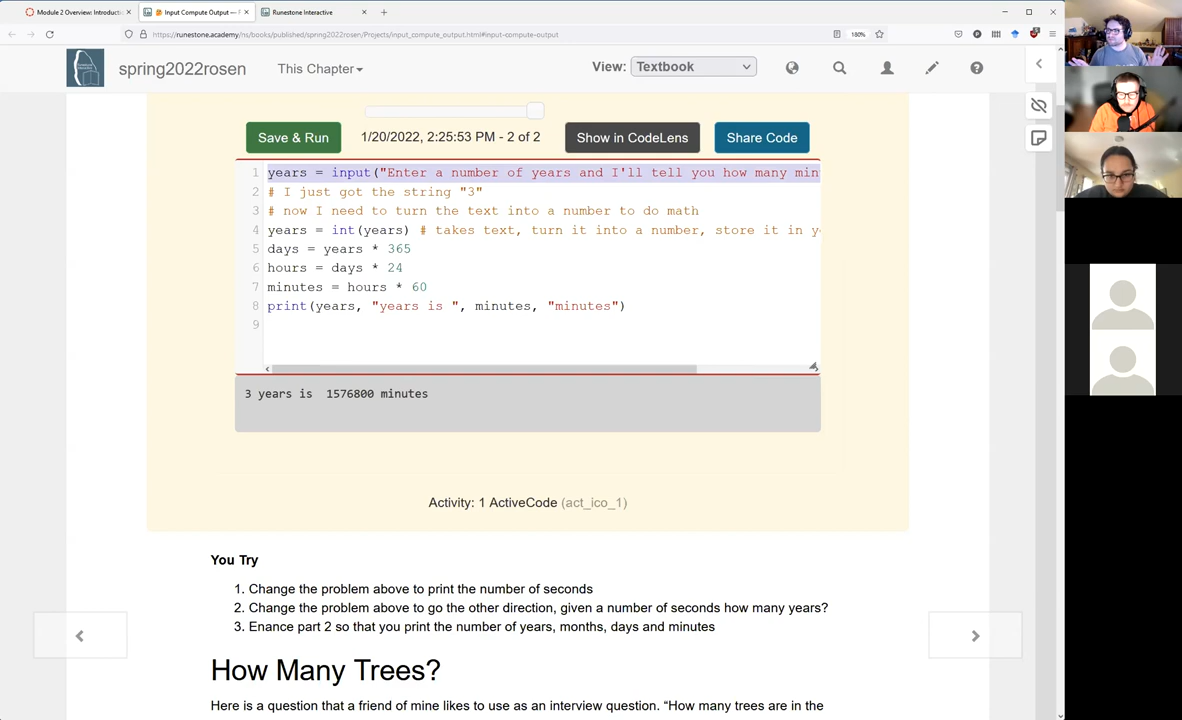 Module 2 Overview: Introducti
Input Compute Output —
Runestone Interactive
https://runestone.academy/ns/books/published/spring2022rosen/Projects/input_compute_output.html#input-compute-output
180%
spring2022rosen
This Chapter
View:
Textbook
Save & Run
1/20/2022, 2:25:53 PM - 2 of 2
Show in CodeLens
Share Code
1 years = input("Enter a number of years and I'll tell you how many min
2 # I just got the string "3"
3 # now I need to turn the text into a number to do math
4 years = int(years) # takes text, turn it into a number, store it in y
5 days = years * 365
6 hours = days * 24
7 minutes = hours * 60
8 print(years, "years is ", minutes, "minutes")
9
3 years is  1576800 minutes
Activity: 1 ActiveCode (act_ico_1)
You Try
1. Change the problem above to print the number of seconds
2. Change the problem above to go the other direction, given a number of seconds how many years?
3. Enance part 2 so that you print the number of years, months, days and minutes
How Many Trees?
Here is a question that a friend of mine likes to use as an interview question. “How many trees are in the